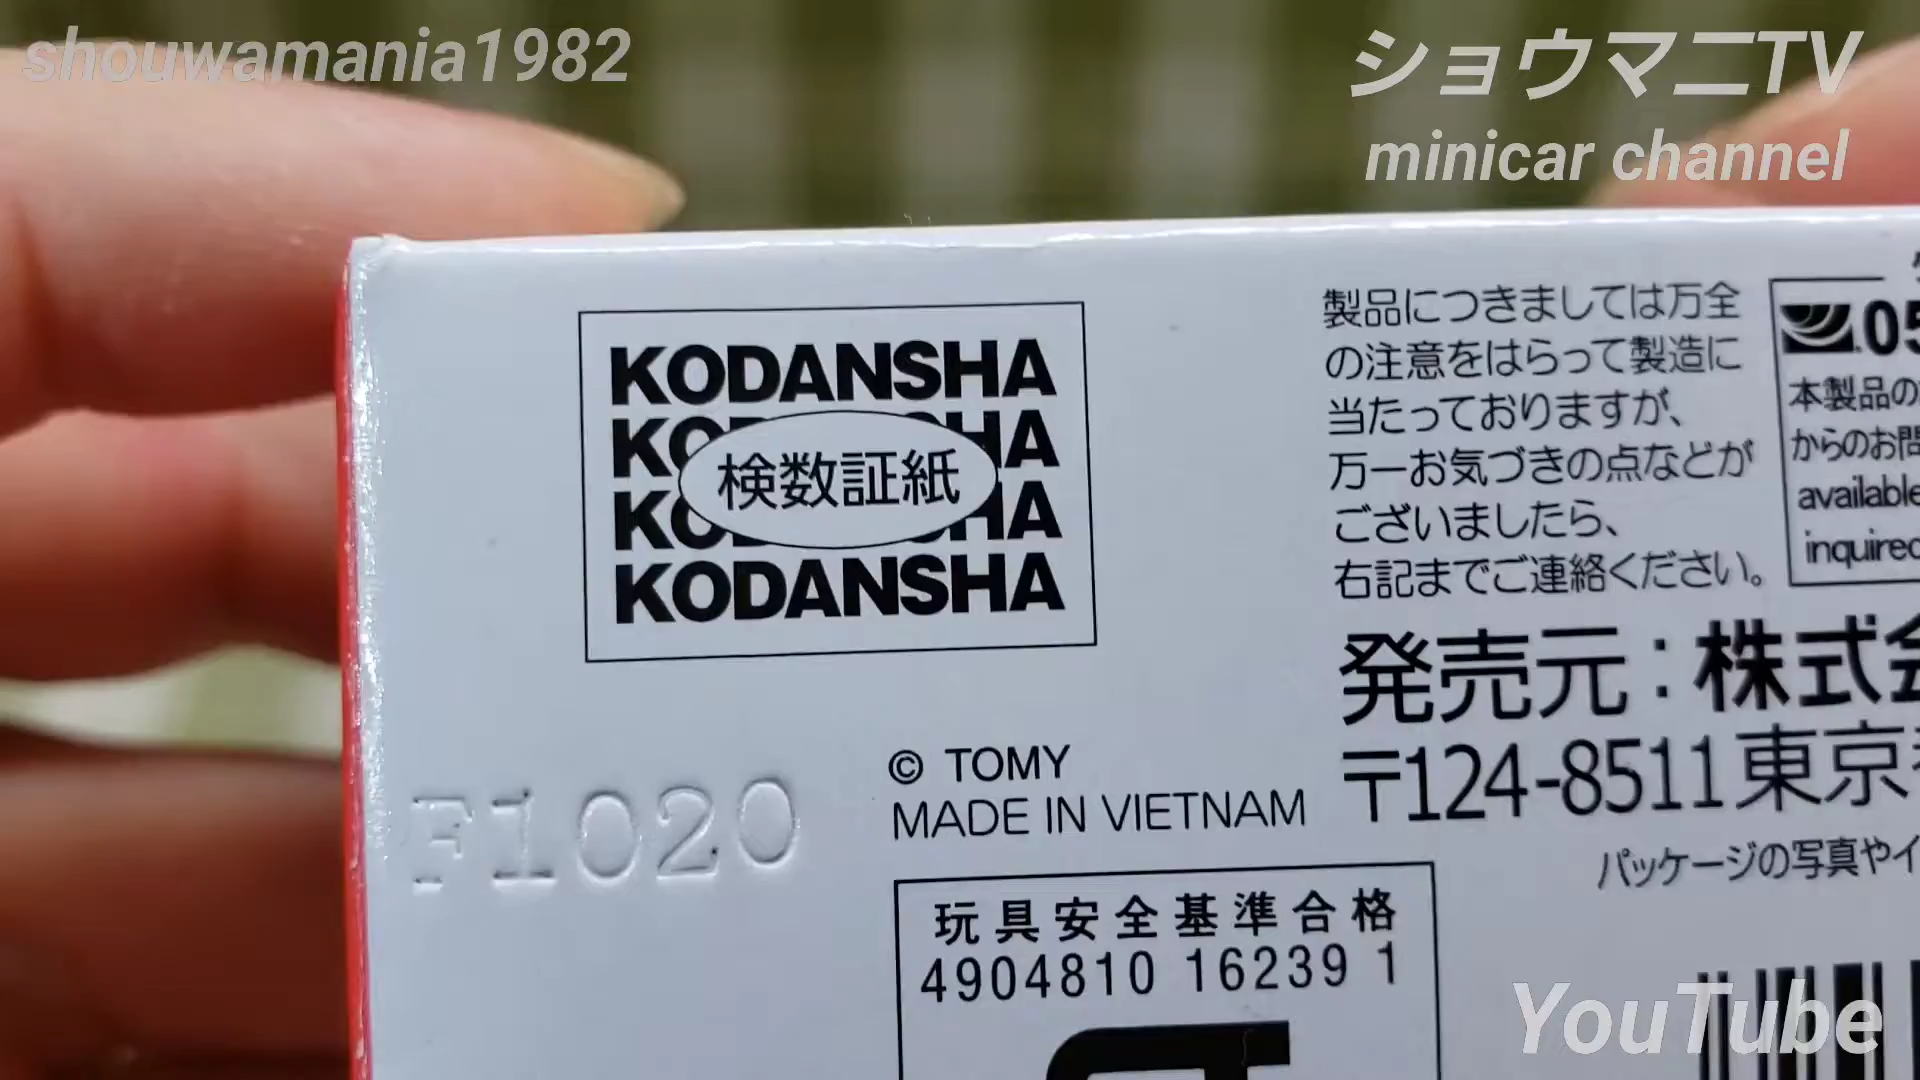 shouwamania1982
ショウマニTV
minicar channel
KODANSHA
KODANSHA
検数証紙
KODANSHA
KODANSHA
製品につきましては万全
の注意をはらって製造に
当たっておりますが、
万一お気づきの点などが
ございましたら、
右記までご連絡ください。
05
本製品の
からのお問
available
inquired
発売元:株式会
〒124-8511東京都
© TOMY
MADE IN VIETNAM
F1020
パッケージの写真やイ
玩具安全基準合格
4904810 16239 1
YouTube